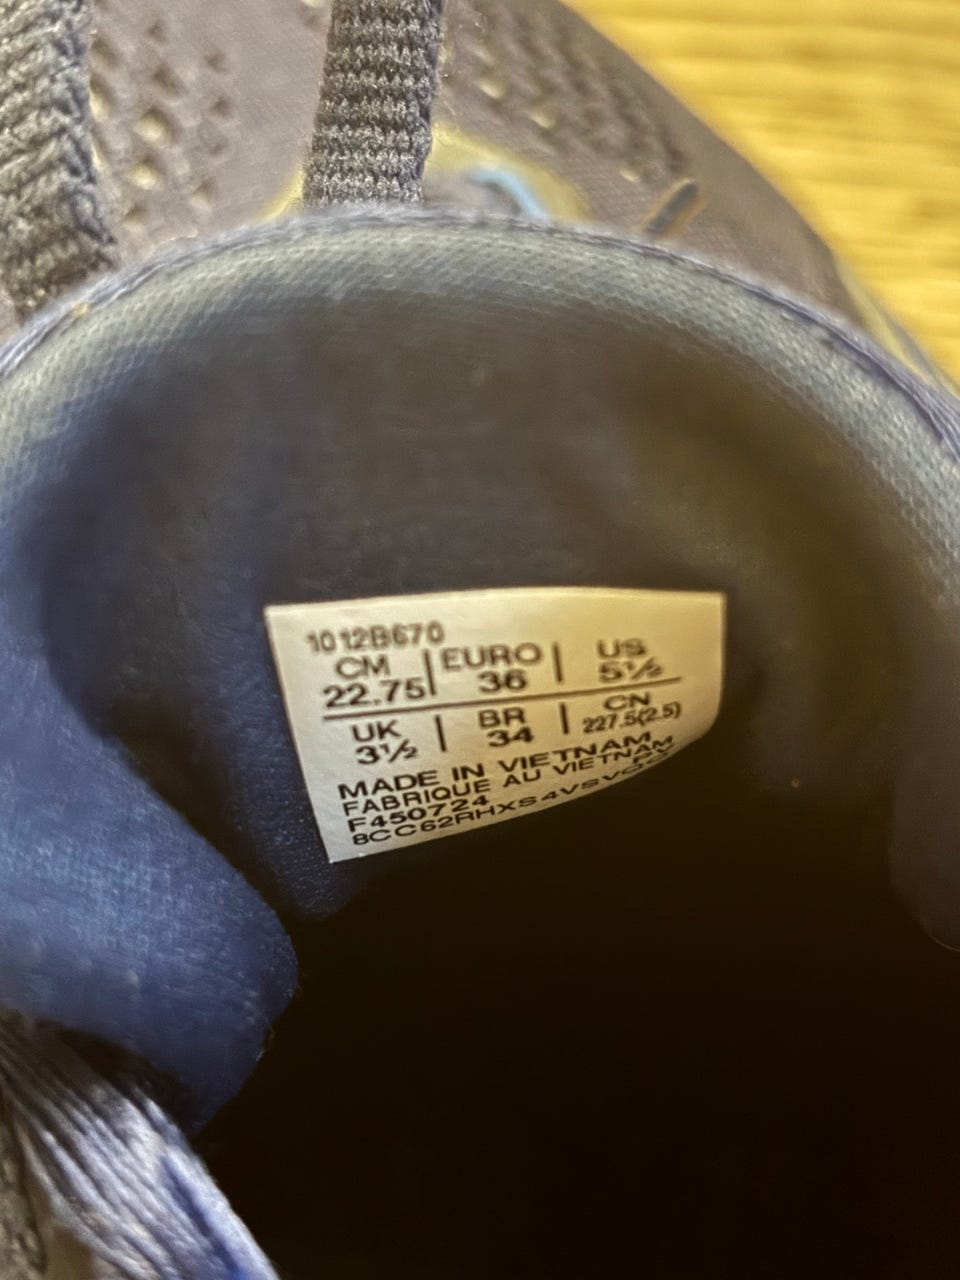 1012B670
CM | EURO | US
22.75 | 36 | 5½
UK | BR | CN
3½ | 34 | 227.5(2.5)
MADE IN VIETNAM
FABRIQUE AU VIETNAM
F450724